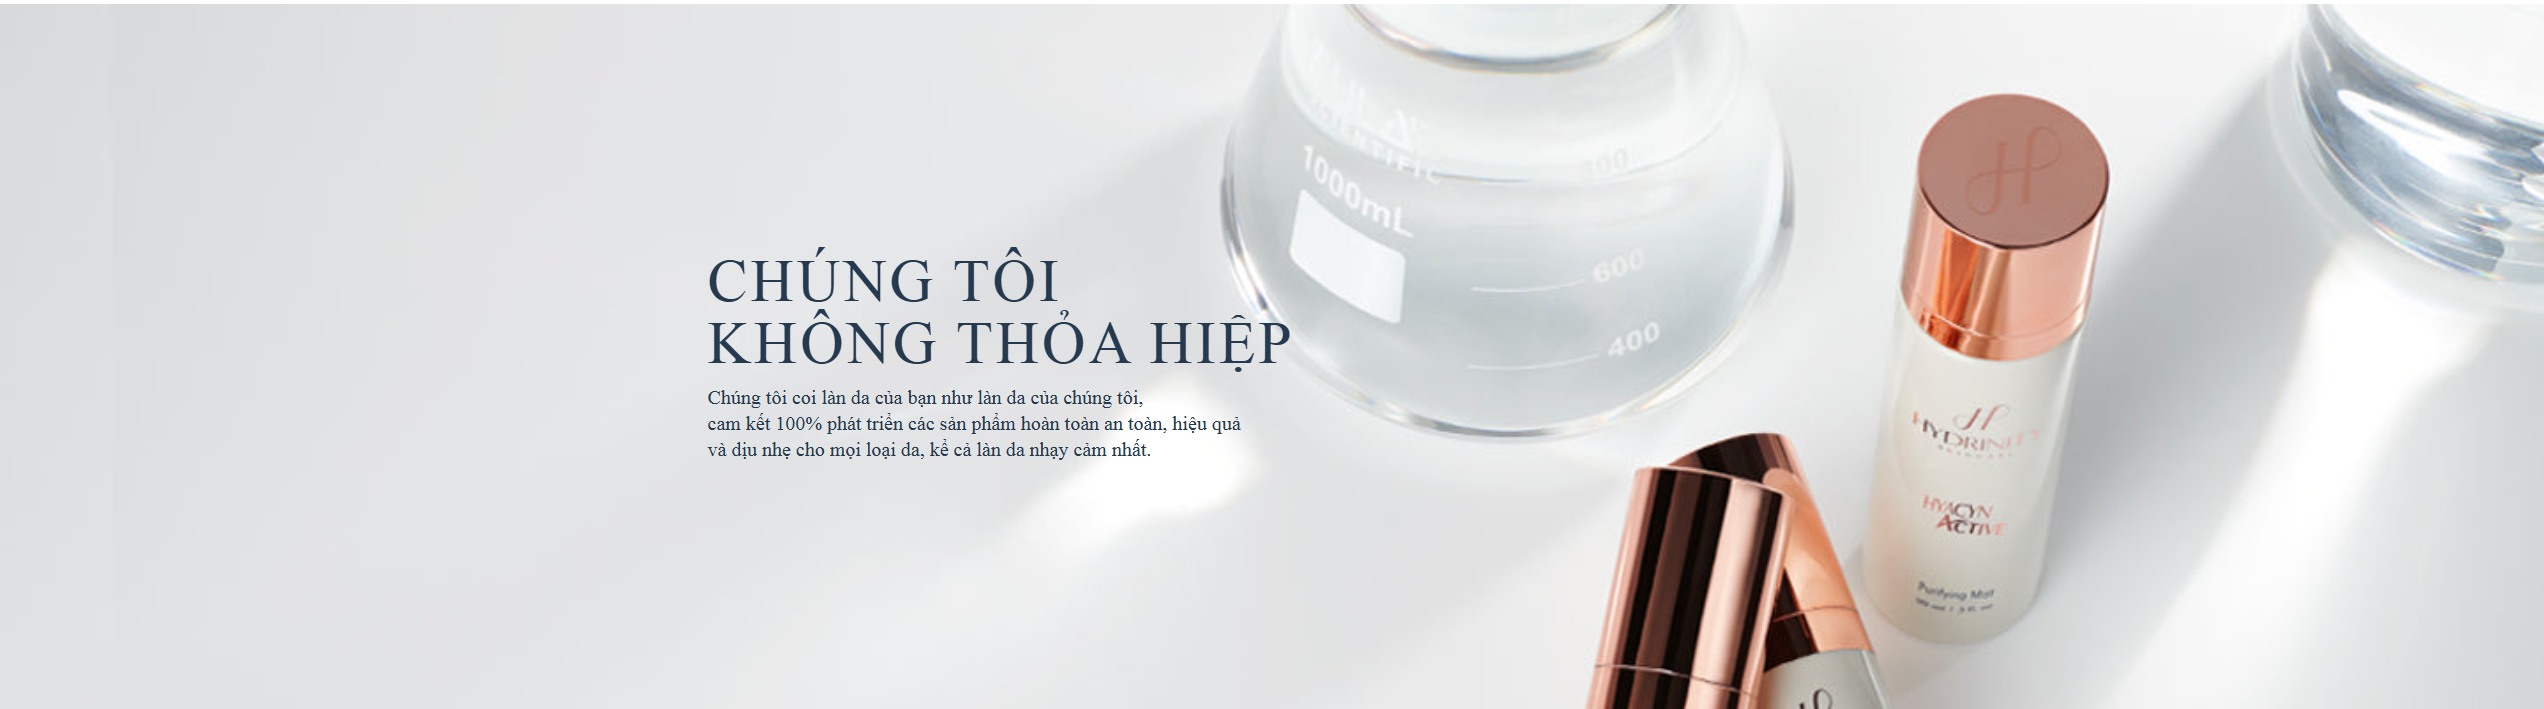 1000mL
600
400
CHÚNG TÔI
KHÔNG THỎA HIỆP
Chúng tôi coi làn da của bạn như làn da của chúng tôi,
cam kết 100% phát triển các sản phẩm hoàn toàn an toàn, hiệu quả
và dịu nhẹ cho mọi loại da, kể cả làn da nhạy cảm nhất.
H
H
HYDRINITY
SKINCARE
HYACYN
ACTIVE
Purifying Mist
H